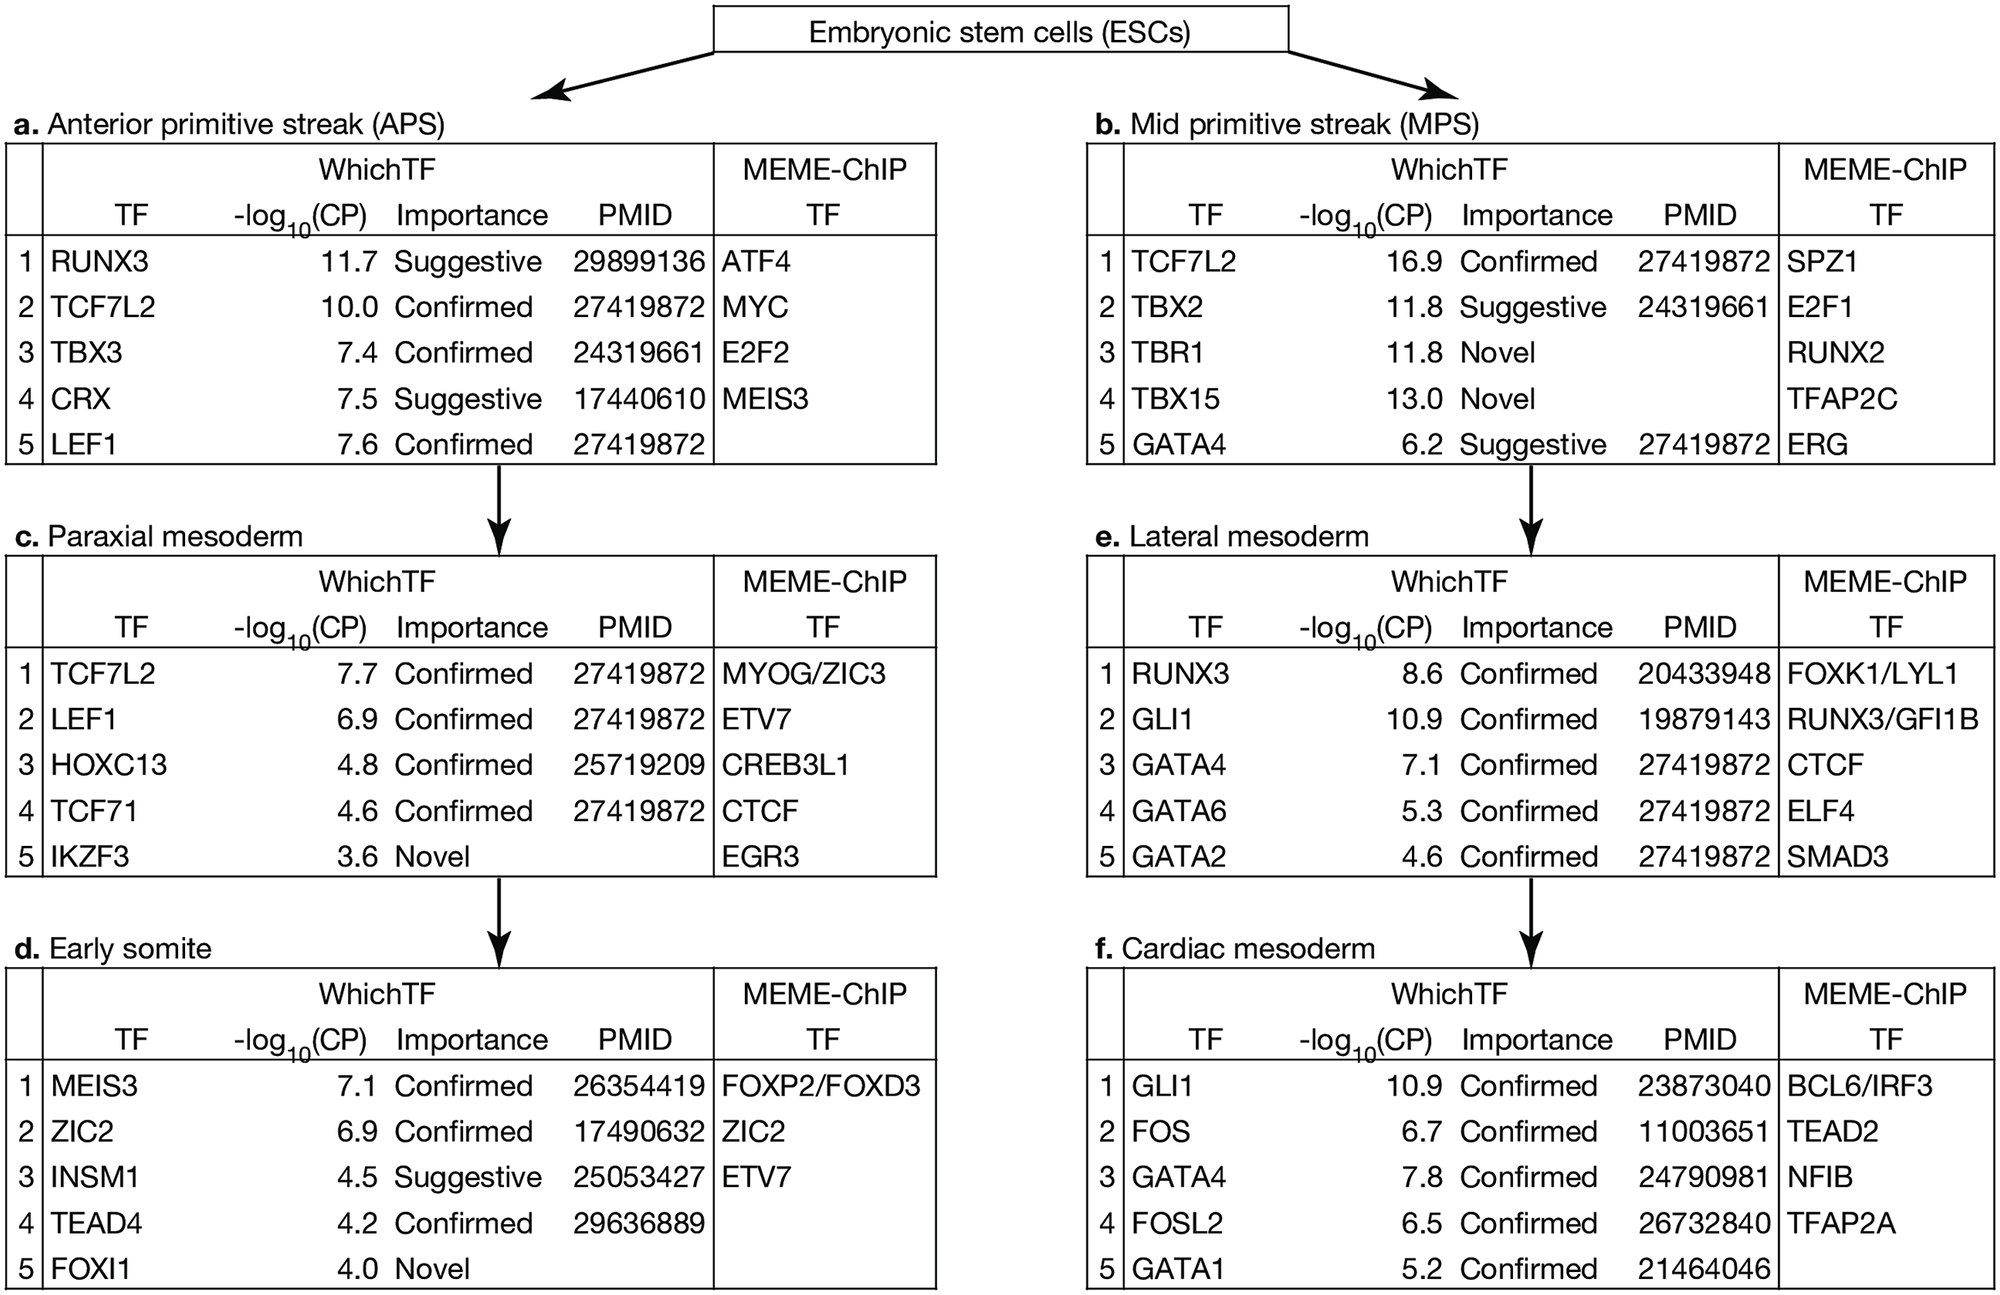 Embryonic stem cells (ESCs)
a. Anterior primitive streak (APS)
WhichTF MEME-ChIP
TF -log10(CP) Importance PMID TF
1 RUNX3 11.7 Suggestive 29899136 ATF4
2 TCF7L2 10.0 Confirmed 27419872 MYC
3 TBX3 7.4 Confirmed 24319661 E2F2
4 CRX 7.5 Suggestive 17440610 MEIS3
5 LEF1 7.6 Confirmed 27419872
b. Mid primitive streak (MPS)
WhichTF MEME-ChIP
TF -log10(CP) Importance PMID TF
1 TCF7L2 16.9 Confirmed 27419872 SPZ1
2 TBX2 11.8 Suggestive 24319661 E2F1
3 TBR1 11.8 Novel RUNX2
4 TBX15 13.0 Novel TFAP2C
5 GATA4 6.2 Suggestive 27419872 ERG
c. Paraxial mesoderm
WhichTF MEME-ChIP
TF -log10(CP) Importance PMID TF
1 TCF7L2 7.7 Confirmed 27419872 MYOG/ZIC3
2 LEF1 6.9 Confirmed 27419872 ETV7
3 HOXC13 4.8 Confirmed 25719209 CREB3L1
4 TCF71 4.6 Confirmed 27419872 CTCF
5 IKZF3 3.6 Novel EGR3
e. Lateral mesoderm
WhichTF MEME-ChIP
TF -log10(CP) Importance PMID TF
1 RUNX3 8.6 Confirmed 20433948 FOXK1/LYL1
2 GLI1 10.9 Confirmed 19879143 RUNX3/GFI1B
3 GATA4 7.1 Confirmed 27419872 CTCF
4 GATA6 5.3 Confirmed 27419872 ELF4
5 GATA2 4.6 Confirmed 27419872 SMAD3
d. Early somite
WhichTF MEME-ChIP
TF -log10(CP) Importance PMID TF
1 MEIS3 7.1 Confirmed 26354419 FOXP2/FOXD3
2 ZIC2 6.9 Confirmed 17490632 ZIC2
3 INSM1 4.5 Suggestive 25053427 ETV7
4 TEAD4 4.2 Confirmed 29636889
5 FOXI1 4.0 Novel
f. Cardiac mesoderm
WhichTF MEME-ChIP
TF -log10(CP) Importance PMID TF
1 GLI1 10.9 Confirmed 23873040 BCL6/IRF3
2 FOS 6.7 Confirmed 11003651 TEAD2
3 GATA4 7.8 Confirmed 24790981 NFIB
4 FOSL2 6.5 Confirmed 26732840 TFAP2A
5 GATA1 5.2 Confirmed 21464046